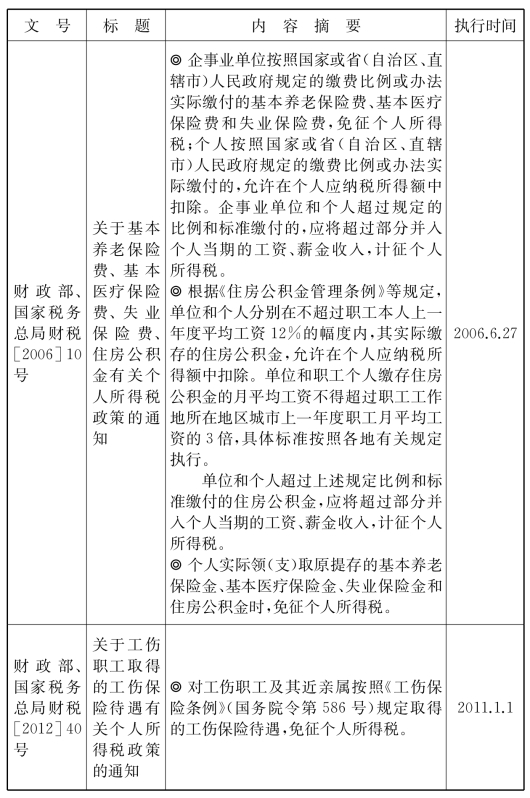 文 号
标 题
内 容 摘 要
执行时间
财政部、
国家税务
总局财税
[2006]10
号
关于基本
养老保险
费、基本
医疗保险
费、失业
保险费、
住房公积
金有关个
人所得税
政策的通
知
◎ 企事业单位按照国家或省(自治区、直
辖市)人民政府规定的缴费比例或办法
实际缴付的基本养老保险费、基本医疗
保险费和失业保险费,免征个人所得
税;个人按照国家或省(自治区、直辖
市)人民政府规定的缴费比例或办法实
际缴付的,允许在个人应纳税所得额中
扣除。企事业单位和个人超过规定的
比例和标准缴付的,应将超过部分并入
个人当期的工资、薪金收入,计征个人
所得税。
◎ 根据《住房公积金管理条例》等规定,
单位和个人分别在不超过职工本人上一
年度平均工资12%的幅度内,其实际缴
存的住房公积金,允许在个人应纳税所
得额中扣除。单位和职工个人缴存住房
公积金的月平均工资不得超过职工工作
地所在地区城市上一年度职工月平均工
资的3倍,具体标准按照各地有关规定
执行。
单位和个人超过上述规定比例和标
准缴付的住房公积金,应将超过部分并
入个人当期的工资、薪金收入,计征个人
所得税。
◎ 个人实际领(支)取原提存的基本养老
保险金、基本医疗保险金、失业保险金和
住房公积金时,免征个人所得税。
2006.6.27
财政部、
国家税务
总局财税
[2012]40
号
关于工伤
职工取得
的工伤保
险待遇有
关个人所
得税政策
的通知
◎ 对工伤职工及其近亲属按照《工伤保
险条例》(国务院令第586号)规定取得
的工伤保险待遇,免征个人所得税。
2011.1.1